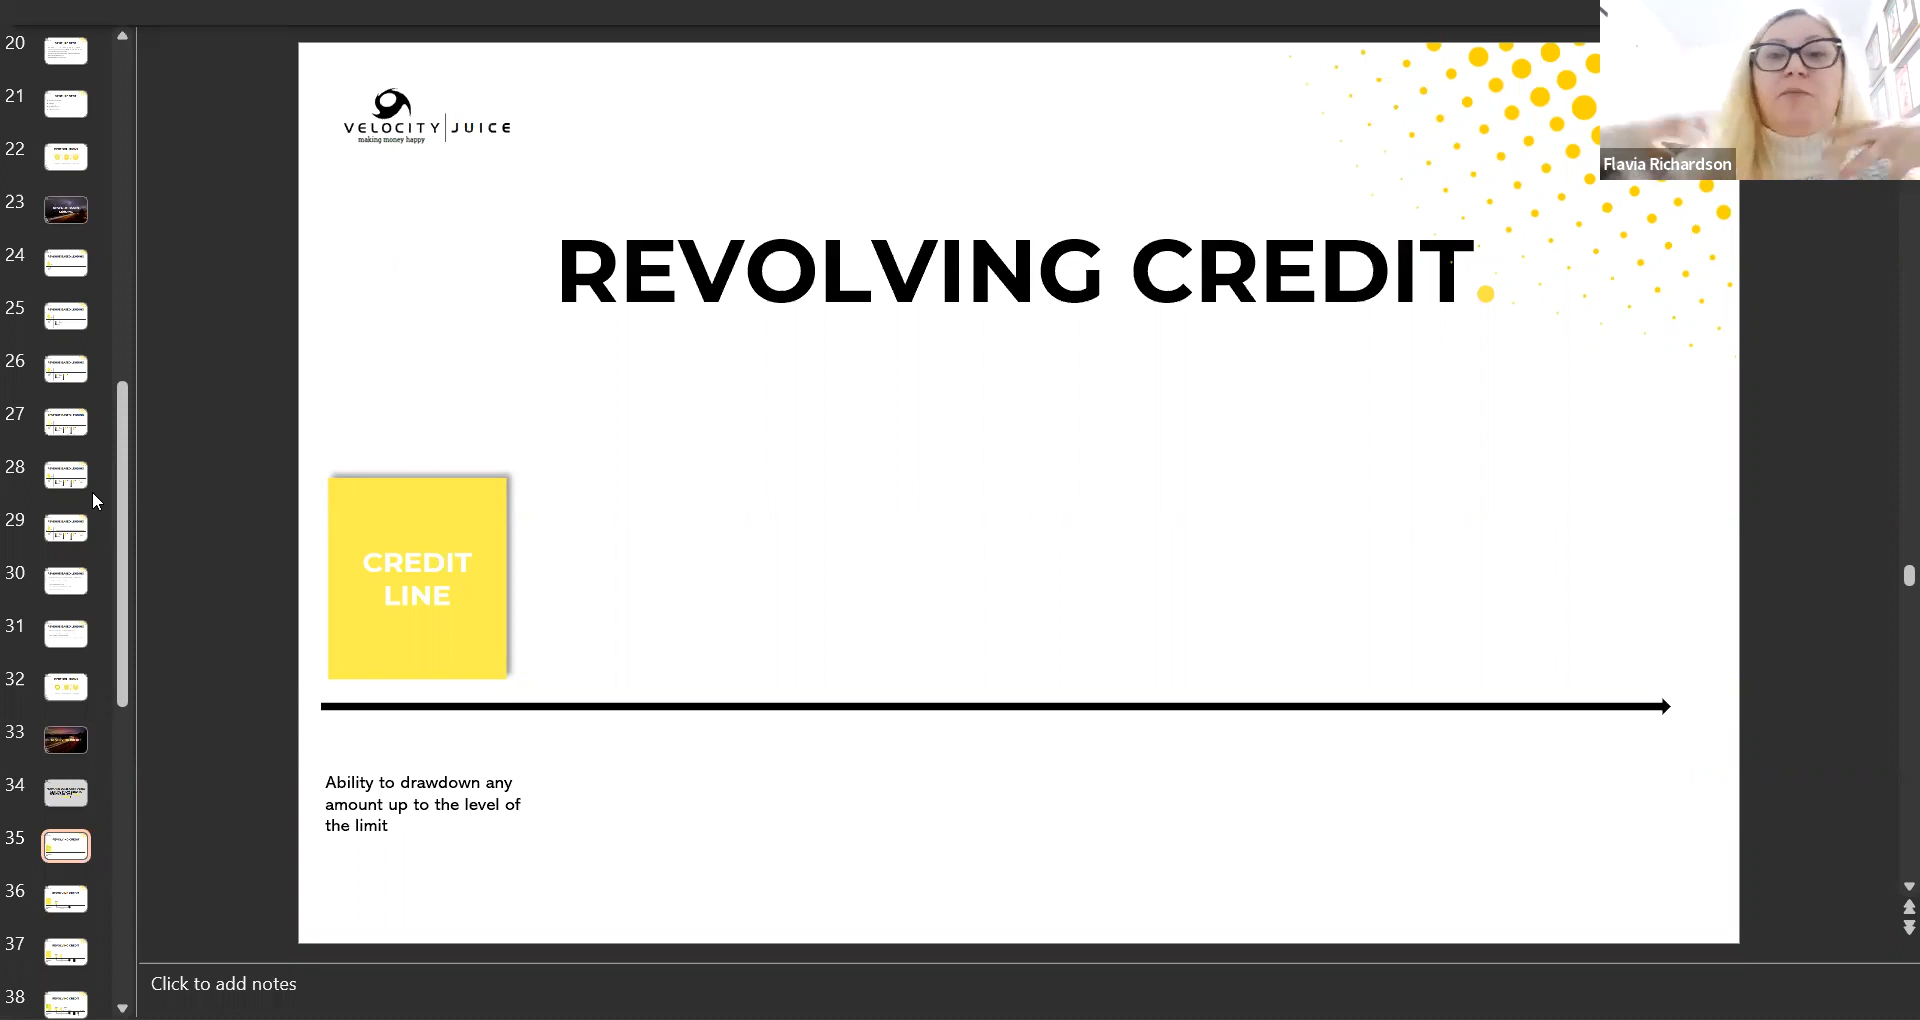 20
21
22
23
24
25
26
27
28
29
30
31
32
33
34
35
36
37
38
VELOCITY JUICE
making money happy
REVOLVING CREDIT
CREDIT
LINE
Ability to drawdown any
amount up to the level of
the limit
Flavia Richardson
Click to add notes